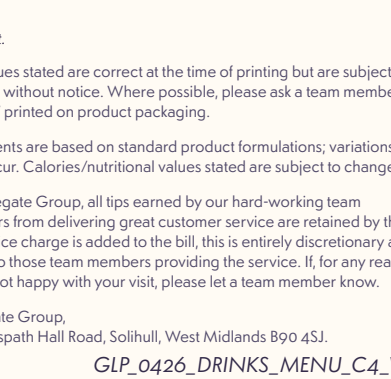 t.
ues stated are correct at the time of printing but are subject
without notice. Where possible, please ask a team membe
printed on product packaging.
ents are based on standard product formulations; variations
cur. Calories/nutritional values stated are subject to change
egate Group, all tips earned by our hard-working team
rs from delivering great customer service are retained by th
ce charge is added to the bill, this is entirely discretionary a
o those team members providing the service. If, for any rea
ot happy with your visit, please let a team member know.
te Group,
spath Hall Road, Solihull, West Midlands B90 4SJ.
GLP_0426_DRINKS_MENU_C4_